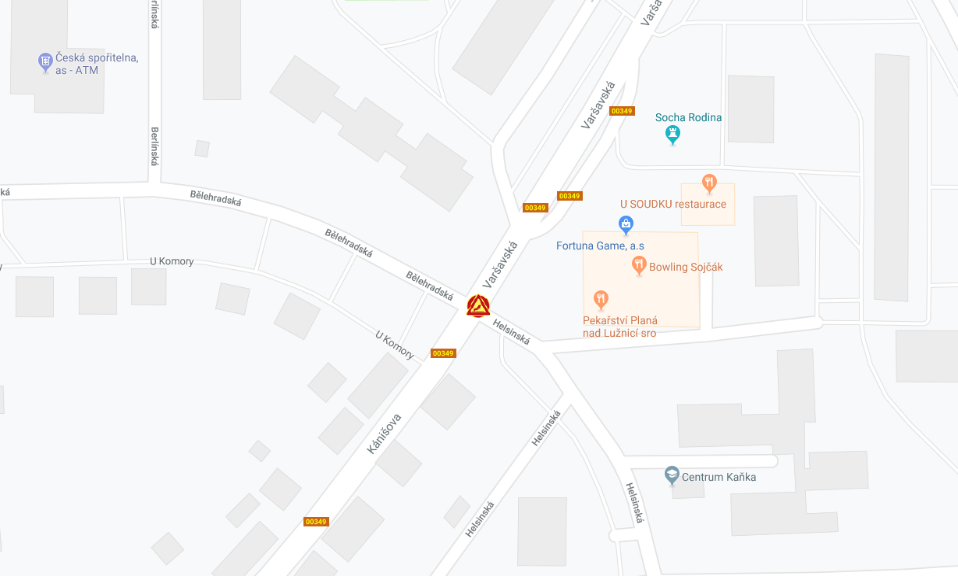 Berlínská
Varšavská
Česká spořitelna,
as - ATM
Varšavská
00349
Socha Rodina
Berlínská
ká
Bělehradská
00349
00349
U SOUDKU restaurace
Bělehradská
Varšavská
Fortuna Game, a.s
U Komory
Bowling Sojčák
Bělehradská
Helsinská
Pekařství Planá
nad Lužnicí sro
U Komory
00349
Kánišova
Helsinská
Centrum Kaňka
Helsinská
Helsinská
00349